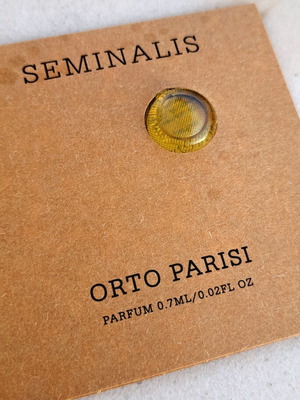 SEMINALIS
ORTO PARISI
PARFUM 0.7ML/0.02FL OZ